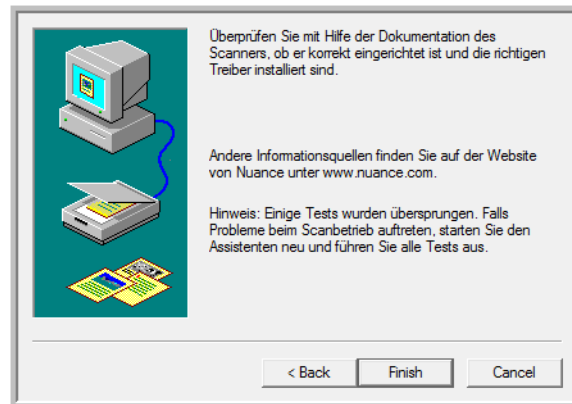 Überprüfen Sie mit Hilfe der Dokumentation des
Scanners, ob er korrekt eingerichtet ist und die richtigen
Treiber installiert sind.
Andere Informationsquellen finden Sie auf der Website
von Nuance unter www.nuance.com.
Hinweis: Einige Tests wurden übersprungen. Falls
Probleme beim Scanbetrieb auftreten, starten Sie den
Assistenten neu und führen Sie alle Tests aus.
< Back Finish Cancel